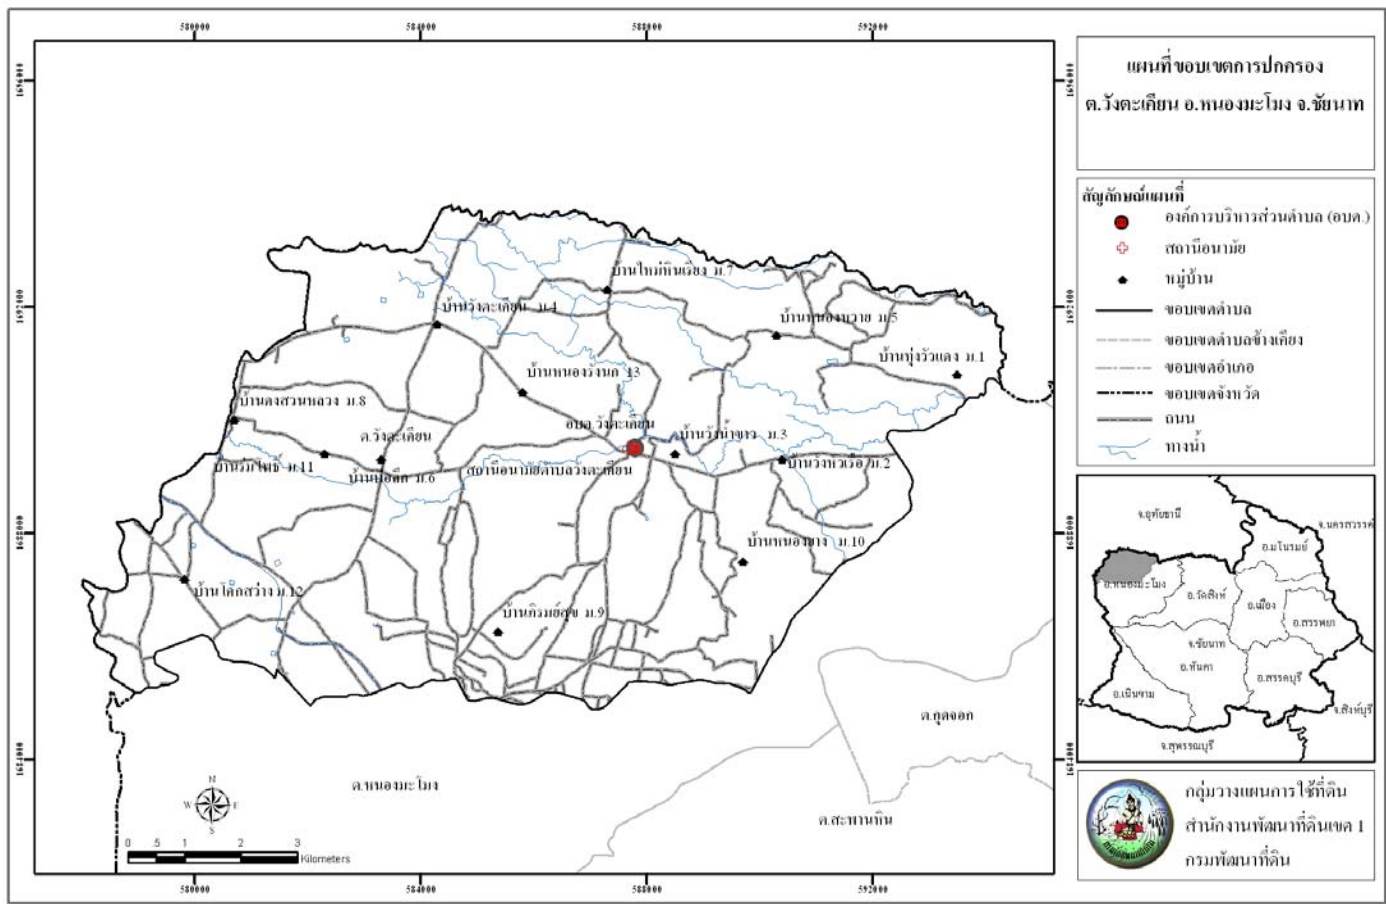 580000
584000
588000
592000
1696000
1696000
แผนที่ขอบเขตการปกครอง
ต.วังตะเคียน อ.หนองมะโมง จ.ชัยนาท
สัญลักษณ์แผนที่
องค์การบริหารส่วนตำบล (อบต.)
สถานีอนามัย
หมู่บ้าน
ขอบเขตตำบล
ขอบเขตตำบลข้างเคียง
ขอบเขตอำเภอ
ขอบเขตจังหวัด
ถนน
ทางน้ำ
บ้านใหม่หินเรียง ม.7
1692000
1692000
บ้านวังตะเคียน ม.4
บ้านหนองหวาย ม.5
บ้านทุ่งวัวแดง ม.1
บ้านหนองรังนก 13
บ้านดงสวนหลวง ม.8
อบต.วังตะเคียน
ต.วังตะเคียน
บ้านวังน้ำขาว ม.3
บ้านร่มโพธิ์ ม.11
สถานีอนามัยตำบลวังตะเคียน
บ้านวังหัวเรือ ม.2
ม.6
1688000
1688000
บ้านหนองยาง ม.10
บ้านโคกสว่าง ม.12
บ้านภิรมย์สุข ม.9
จ.อุทัยธานี
จ.นครสวรรค์
อ.มโนรมย์
อ.หนองมะโมง
อ.วัดสิงห์
อ.เมือง
อ.สรรพยา
จ.ชัยนาท
อ.หันคา
อ.สรรคบุรี
อ.เนินขาม
จ.สิงห์บุรี
จ.สุพรรณบุรี
ต.กุดจอก
1684000
1684000
ต.หนองมะโมง
ต.สะพานหิน
N
W
E
S
0 .5 1 2 3
Kilometers
กลุ่มวางแผนการใช้ที่ดิน
สำนักงานพัฒนาที่ดินเขต 1
กรมพัฒนาที่ดิน
580000
584000
588000
592000